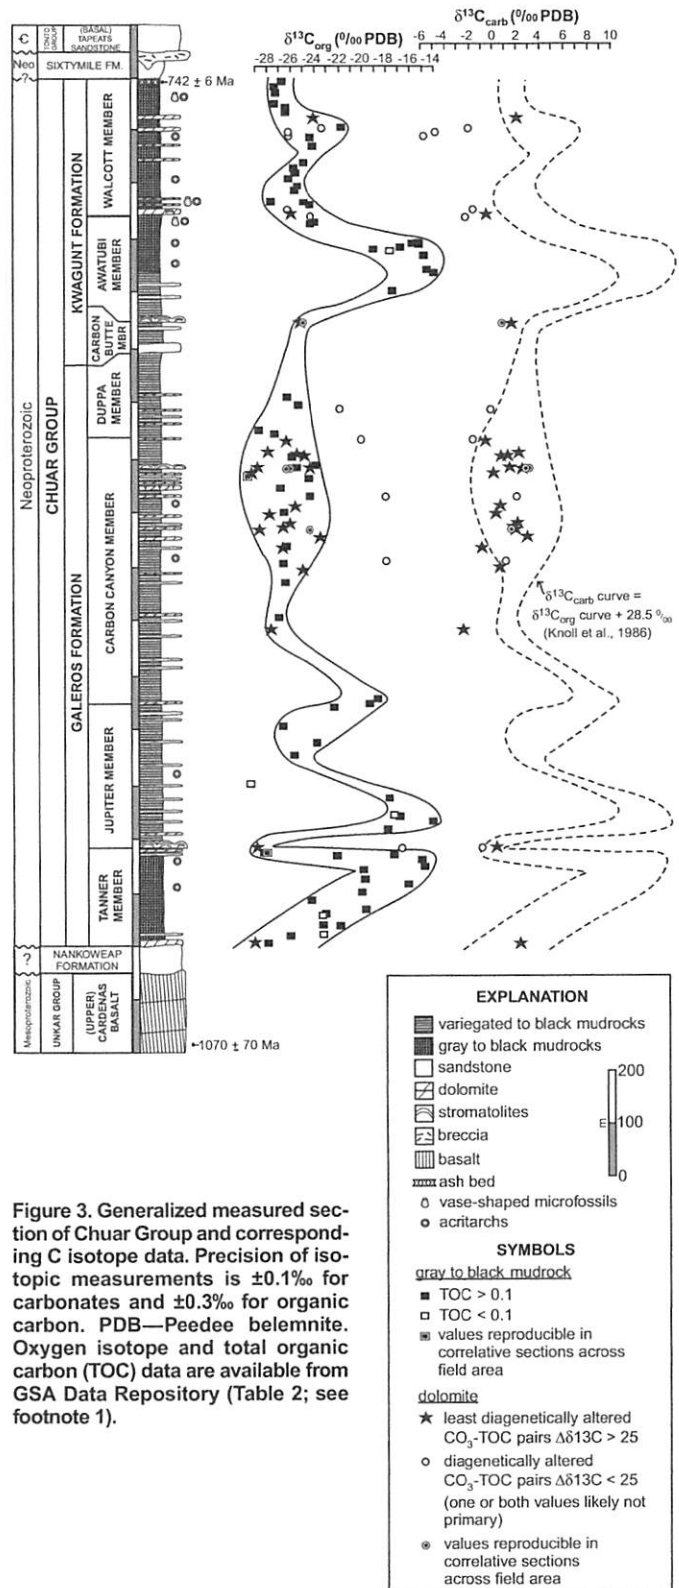 Є
TONTO GROUP
(BASAL) TAPEATS SANDSTONE
Neo
SIXTYMILE FM.
?
742 ± 6 Ma
δ13Corg (0/00 PDB)
-28 -26 -24 -22 -20 -18 -16 -14
δ13Ccarb (0/00 PDB)
-6 -4 -2 0 2 4 6 8 10
Neoproterozoic
CHUAR GROUP
KWAGUNT FORMATION
WALCOTT MEMBER
AWATUBI MEMBER
CARBON BUTTE MBR
GALEROS FORMATION
DUPPA MEMBER
CARBON CANYON MEMBER
JUPITER MEMBER
TANNER MEMBER
δ13Ccarb curve =
δ13Corg curve + 28.5 0/00
(Knoll et al., 1986)
?
NANKOWEAP FORMATION
Mesoproterozoic
UNKAR GROUP
(UPPER) CARDENAS BASALT
1070 ± 70 Ma
EXPLANATION
variegated to black mudrocks
gray to black mudrocks
sandstone
dolomite
stromatolites
breccia
basalt
ash bed
vase-shaped microfossils
acritarchs
200
m
100
0
SYMBOLS
gray to black mudrock
TOC > 0.1
TOC < 0.1
values reproducible in
correlative sections across
field area
dolomite
least diagenetically altered
CO3-TOC pairs Δδ13C > 25
diagenetically altered
CO3-TOC pairs Δδ13C < 25
(one or both values likely not
primary)
values reproducible in
correlative sections
across field area
Figure 3. Generalized measured sec-
tion of Chuar Group and correspond-
ing C isotope data. Precision of iso-
topic measurements is ±0.1‰ for
carbonates and ±0.3‰ for organic
carbon. PDB—Peedee belemnite.
Oxygen isotope and total organic
carbon (TOC) data are available from
GSA Data Repository (Table 2; see
footnote 1).